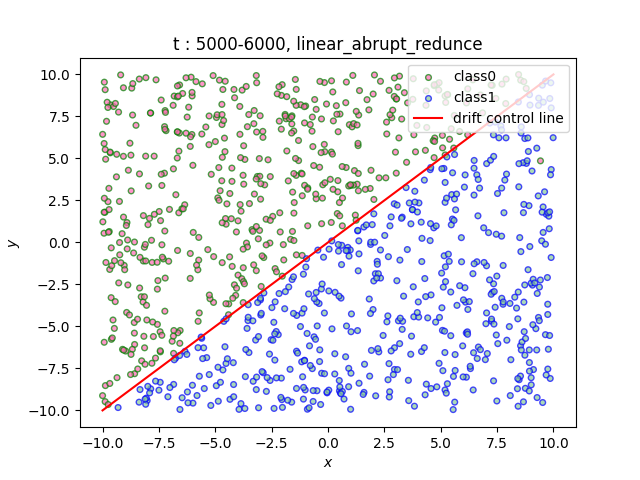 t : 5000-6000, linear_abrupt_redunce
class0
class1
drift control line
10.0
7.5
5.0
2.5
0.0
−2.5
−5.0
−7.5
−10.0
y
−10.0 −7.5 −5.0 −2.5 0.0 2.5 5.0 7.5 10.0
x